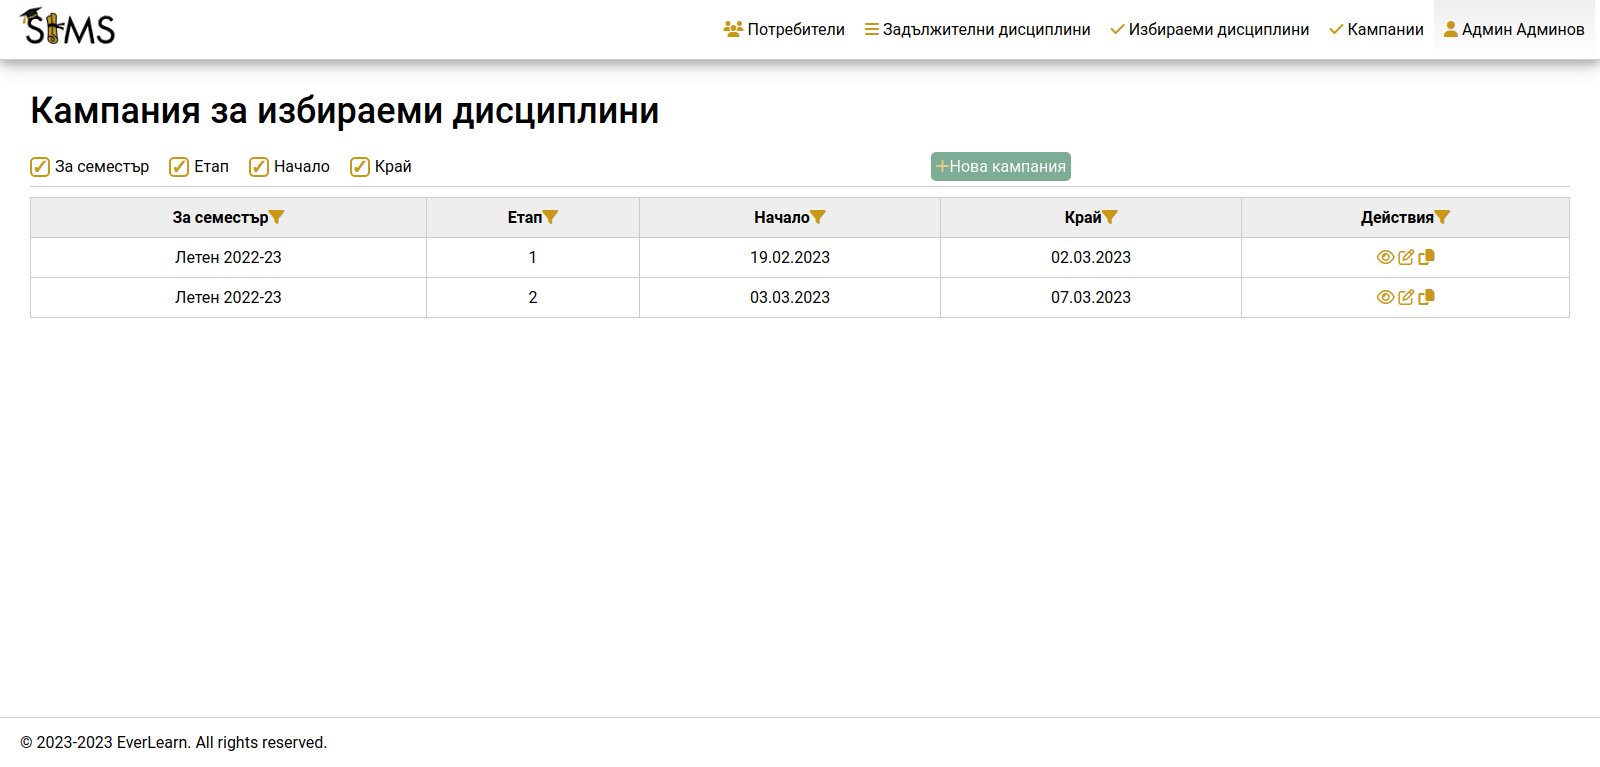 SIMS
Потребители Задължителни дисциплини Избираеми дисциплини Кампании Админ Админов
Кампания за избираеми дисциплини
За семестър Етап Начало Край Нова кампания
За семестър Етап Начало Край Действия
Летен 2022-23 1 19.02.2023 02.03.2023
Летен 2022-23 2 03.03.2023 07.03.2023
© 2023-2023 EverLearn. All rights reserved.